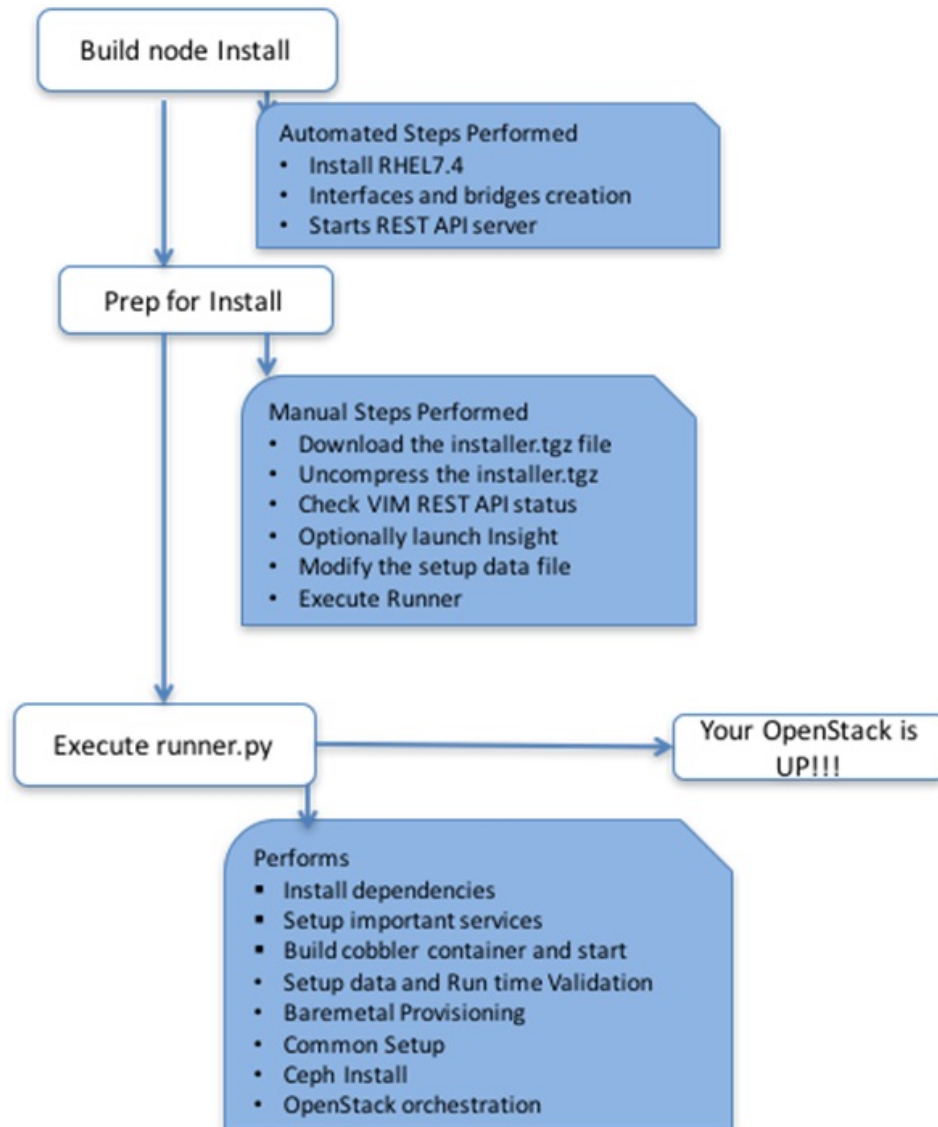 Build node Install
Automated Steps Performed
• Install RHEL7.4
• Interfaces and bridges creation
• Starts REST API server
Prep for Install
Manual Steps Performed
• Download the installer.tgz file
• Uncompress the installer.tgz
• Check VIM REST API status
• Optionally launch Insight
• Modify the setup data file
• Execute Runner
Execute runner.py
Your OpenStack is
UP!!!
Performs
▪ Install dependencies
▪ Setup important services
▪ Build cobbler container and start
• Setup data and Run time Validation
• Baremetal Provisioning
• Common Setup
• Ceph Install
• OpenStack orchestration